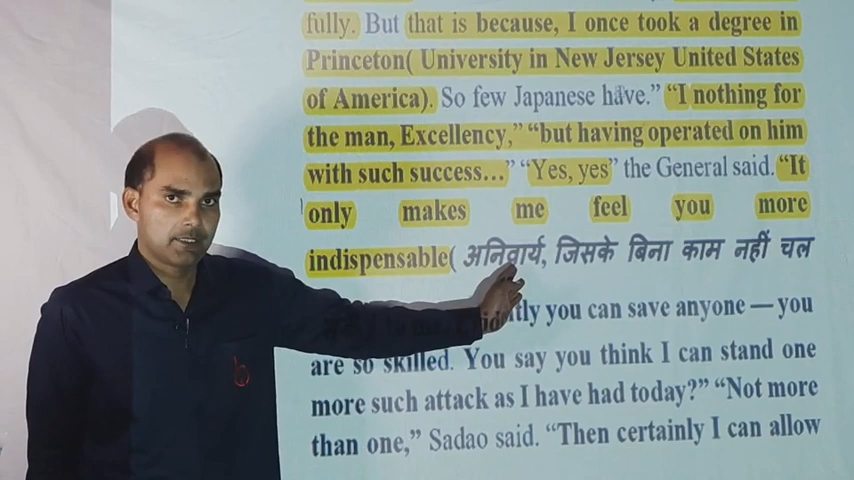 fully. But that is because, I once took a degree in
Princeton( University in New Jersey United States
of America). So few Japanese have.” “I nothing for
the man, Excellency,” “but having operated on him
with such success...” “Yes, yes” the General said. “It
only makes me feel you more
indispensable( अनिवार्य, जिसके बिना काम नहीं चल
you can save anyone—you
are so skilled. You say you think I can stand one
more such attack as I have had today?” “Not more
than one,” Sadao said. “Then certainly I can allow